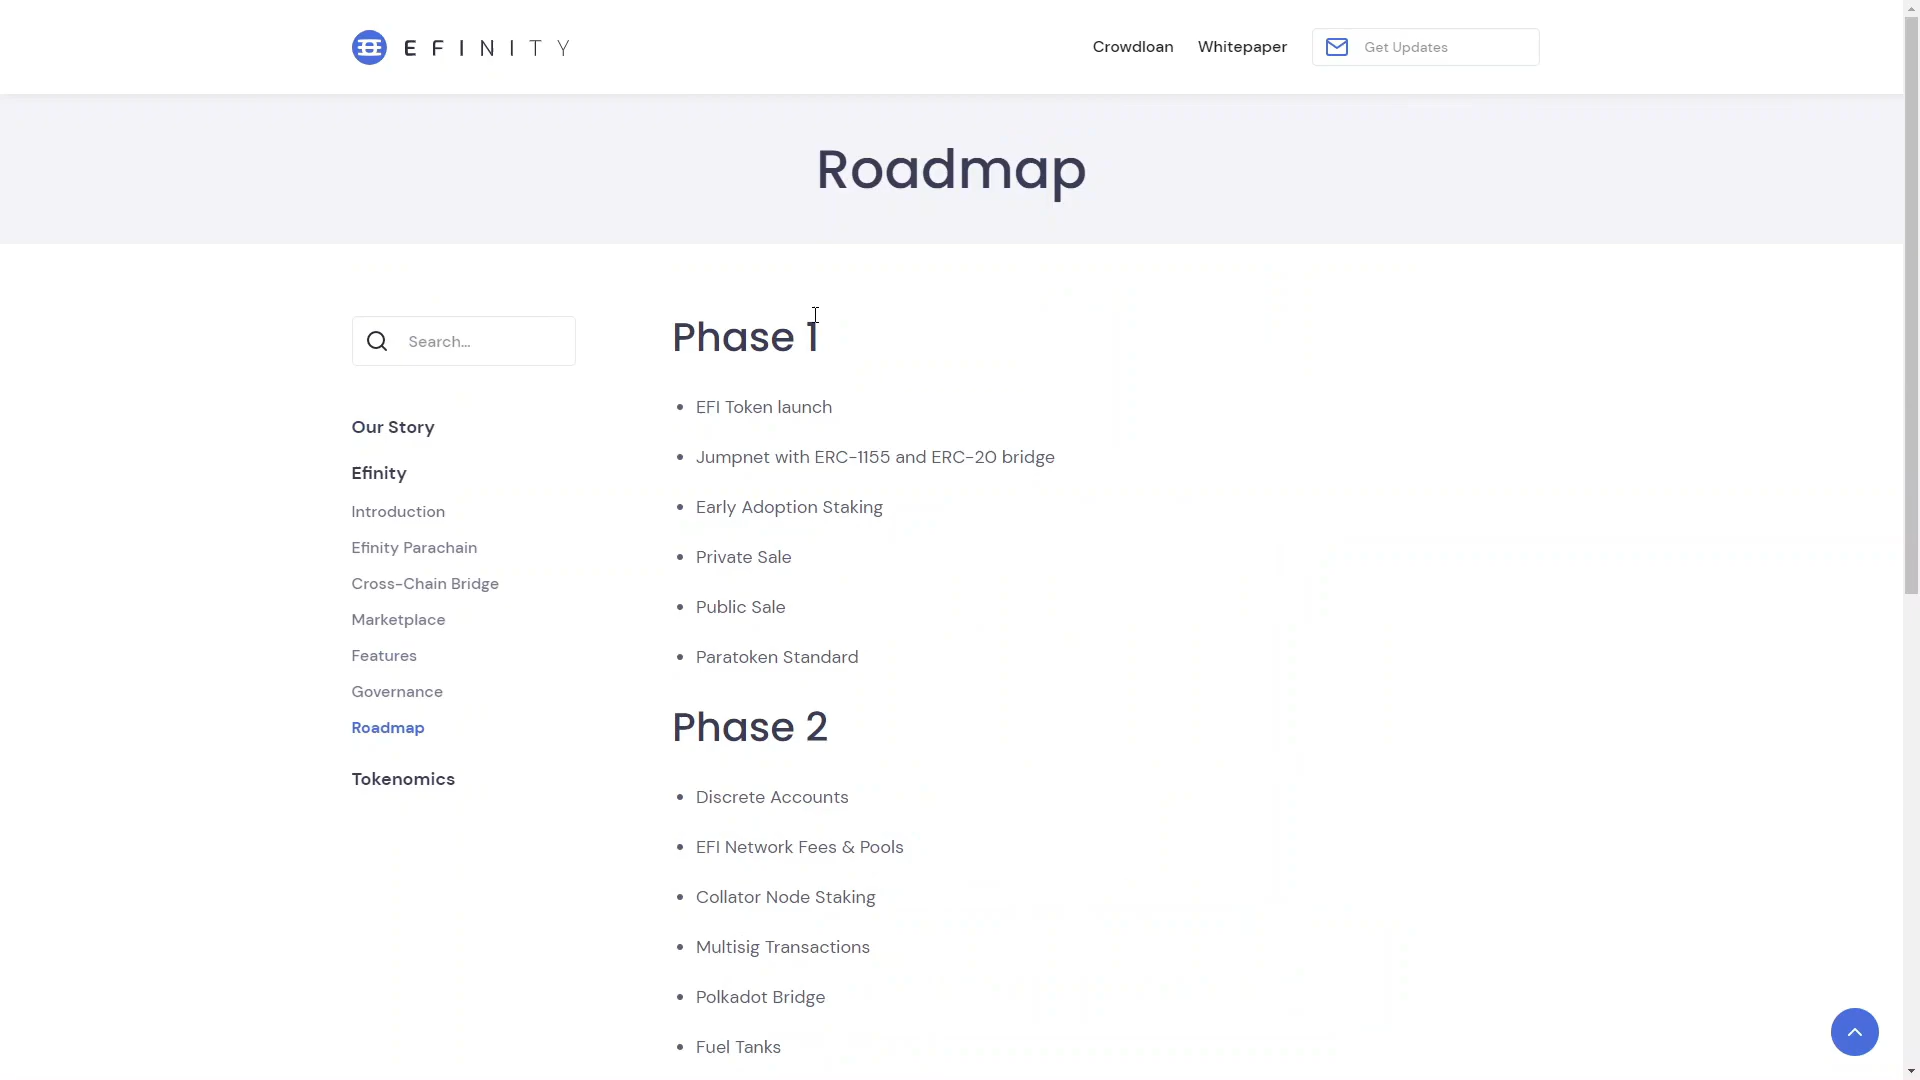 EFINITY
Crowdloan
Whitepaper
Get Updates
Roadmap
Search...
Our Story
Efinity
Introduction
Efinity Parachain
Cross-Chain Bridge
Marketplace
Features
Governance
Roadmap
Tokenomics
Phase 1
• EFI Token launch
• Jumpnet with ERC-1155 and ERC-20 bridge
• Early Adoption Staking
• Private Sale
• Public Sale
• Paratoken Standard
Phase 2
• Discrete Accounts
• EFI Network Fees & Pools
• Collator Node Staking
• Multisig Transactions
• Polkadot Bridge
• Fuel Tanks